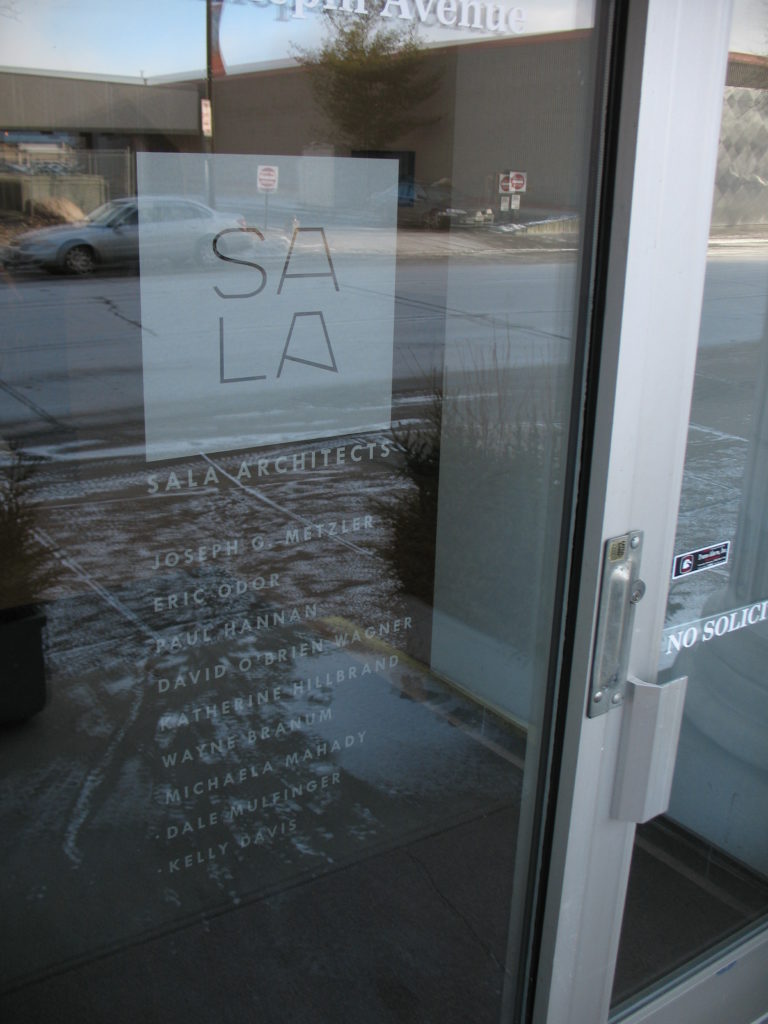 Avenue
SA
LA
SALA ARCHITECTS
JOSEPH G. METZLER
ERIC ODOR
PAUL HANNAN
DAVID O'BRIEN WAGNER
KATHERINE HILLBRAND
WAYNE BRANUM
MICHAELA MAHADY
DALE MULFINGER
KELLY DAVIS
NO SOLICI